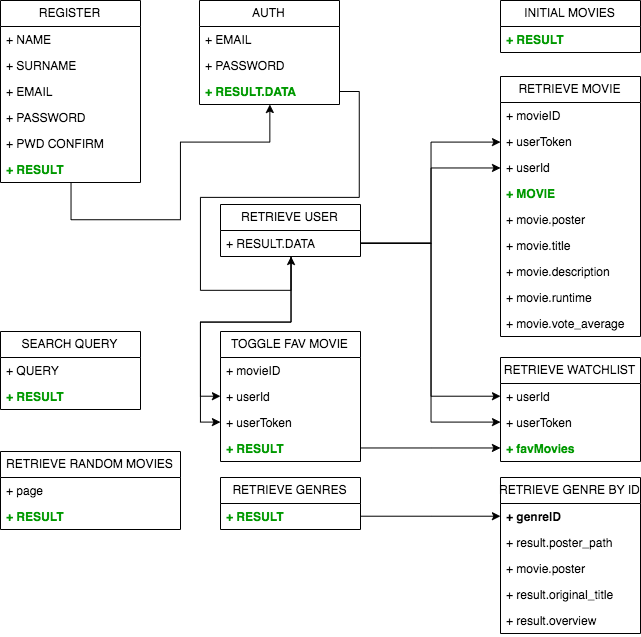 REGISTER
+ NAME
+ SURNAME
+ EMAIL
+ PASSWORD
+ PWD CONFIRM
+ RESULT
AUTH
+ EMAIL
+ PASSWORD
+ RESULT.DATA
INITIAL MOVIES
+ RESULT
RETRIEVE MOVIE
+ movieID
+ userToken
+ userId
+ MOVIE
+ movie.poster
+ movie.title
+ movie.description
+ movie.runtime
+ movie.vote_average
RETRIEVE USER
+ RESULT.DATA
SEARCH QUERY
+ QUERY
+ RESULT
TOGGLE FAV MOVIE
+ movieID
+ userId
+ userToken
+ RESULT
RETRIEVE WATCHLIST
+ userId
+ userToken
+ favMovies
RETRIEVE RANDOM MOVIES
+ page
+ RESULT
RETRIEVE GENRES
+ RESULT
RETRIEVE GENRE BY ID
+ genreID
+ result.poster_path
+ movie.poster
+ result.original_title
+ result.overview